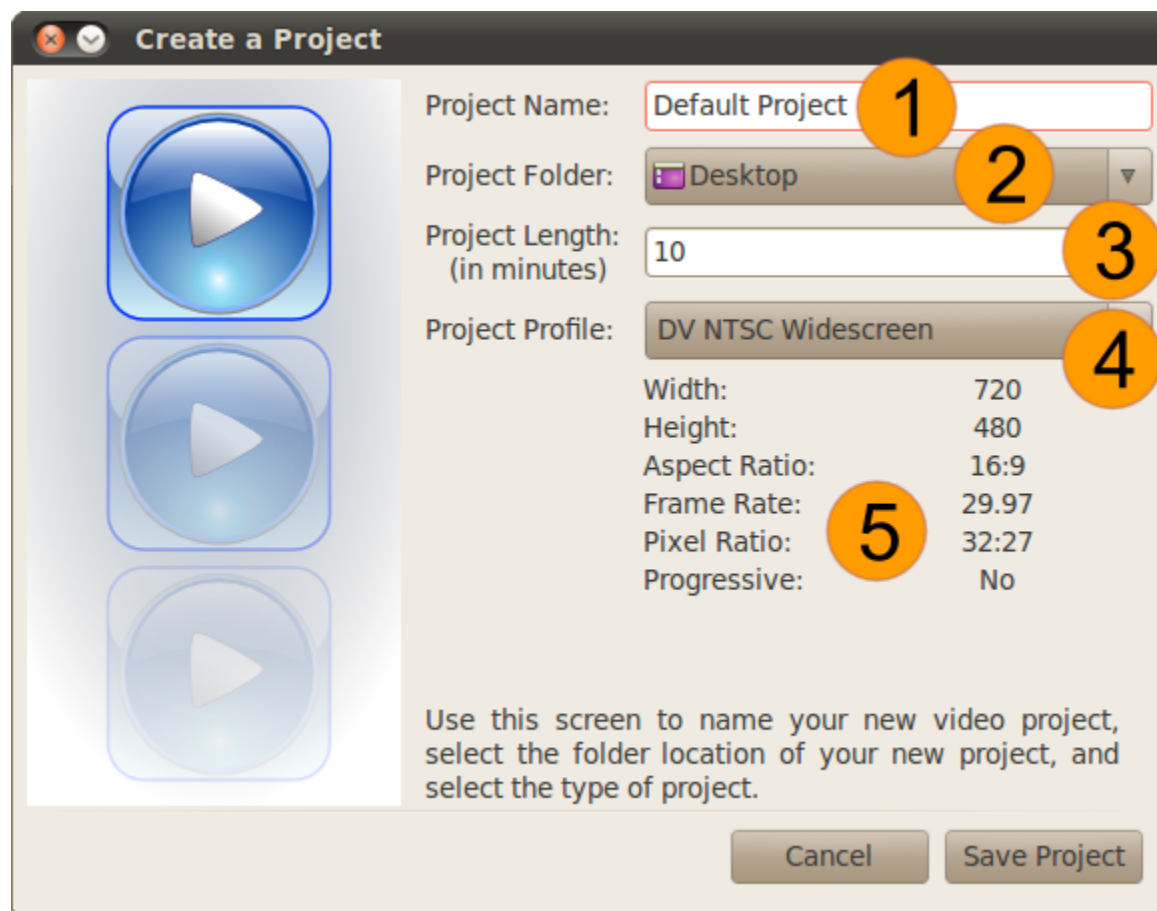 Create a Project
Project Name: Default Project 1
Project Folder: Desktop 2
Project Length:
(in minutes) 10 3
Project Profile: DV NTSC Widescreen 4
Width: 720
Height: 480
Aspect Ratio: 16:9
Frame Rate: 29.97
5
Pixel Ratio: 32:27
Progressive: No
Use this screen to name your new video project,
select the folder location of your new project, and
select the type of project.
Cancel Save Project